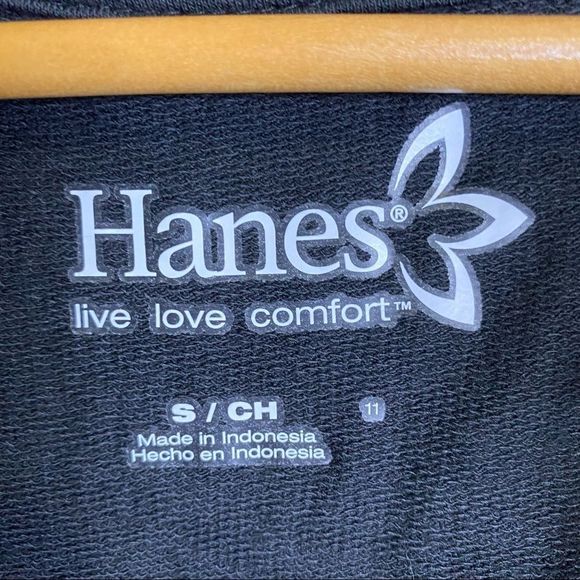 Hanes®
live love comfort™
S / CH 11
Made in Indonesia
Hecho en Indonesia